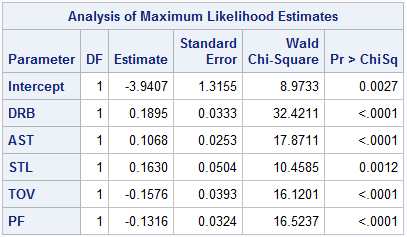 Analysis of Maximum Likelihood Estimates
Parameter DF Estimate Standard Error Wald Chi-Square Pr > ChiSq
Intercept 1 -3.9407 1.3155 8.9733 0.0027
DRB 1 0.1895 0.0333 32.4211 <.0001
AST 1 0.1068 0.0253 17.8711 <.0001
STL 1 0.1630 0.0504 10.4585 0.0012
TOV 1 -0.1576 0.0393 16.1201 <.0001
PF 1 -0.1316 0.0324 16.5237 <.0001